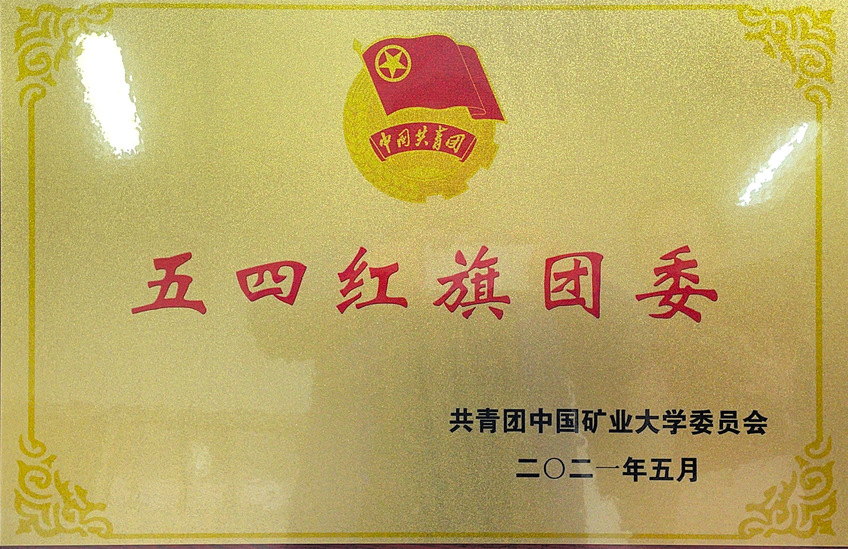 中国共青团
五四红旗团委
共青团中国矿业大学委员会
二〇二一年五月